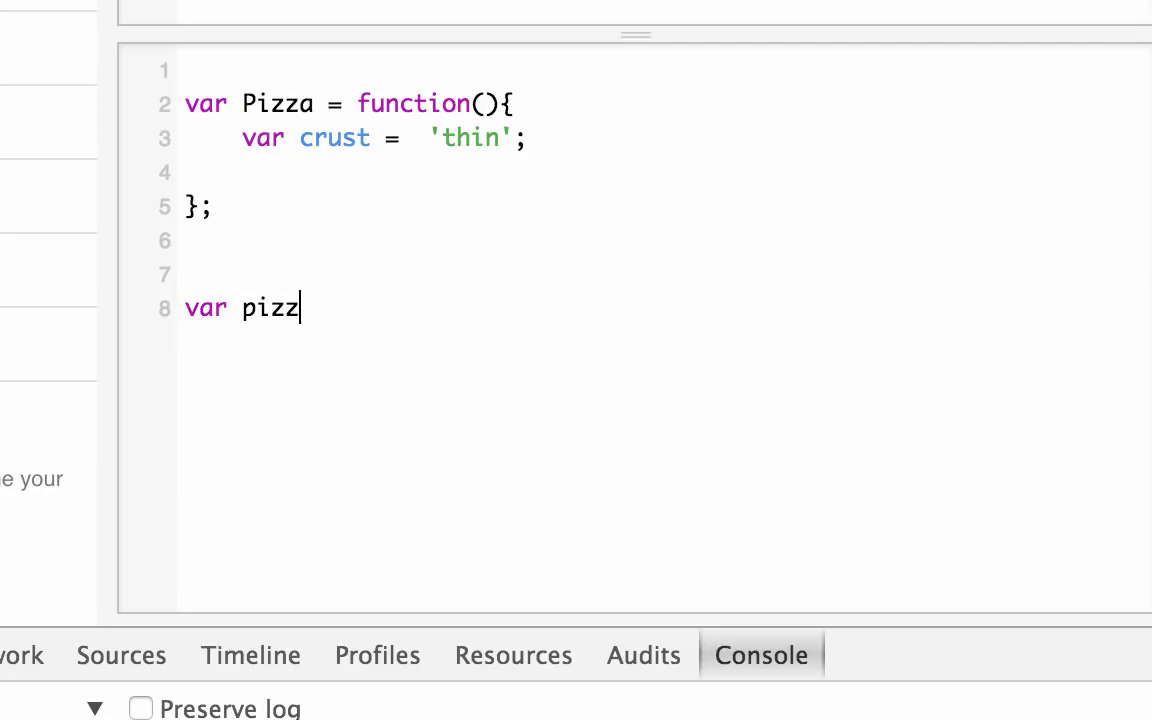 1
2 var Pizza = function(){
3 var crust =  'thin';
4
5 };
6
7
8 var pizz
e your
ork Sources Timeline Profiles Resources Audits Console
▼ Preserve log